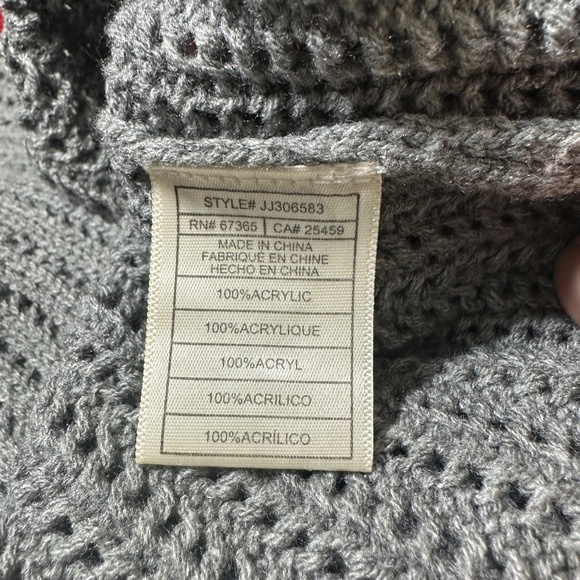 STYLE# JJ306583
RN# 67365 CA# 25459
MADE IN CHINA
FABRIQUÉ EN CHINE
HECHO EN CHINA
100%ACRYLIC
100%ACRYLIQUE
100%ACRYL
100%ACRILICO
100%ACRÍLICO